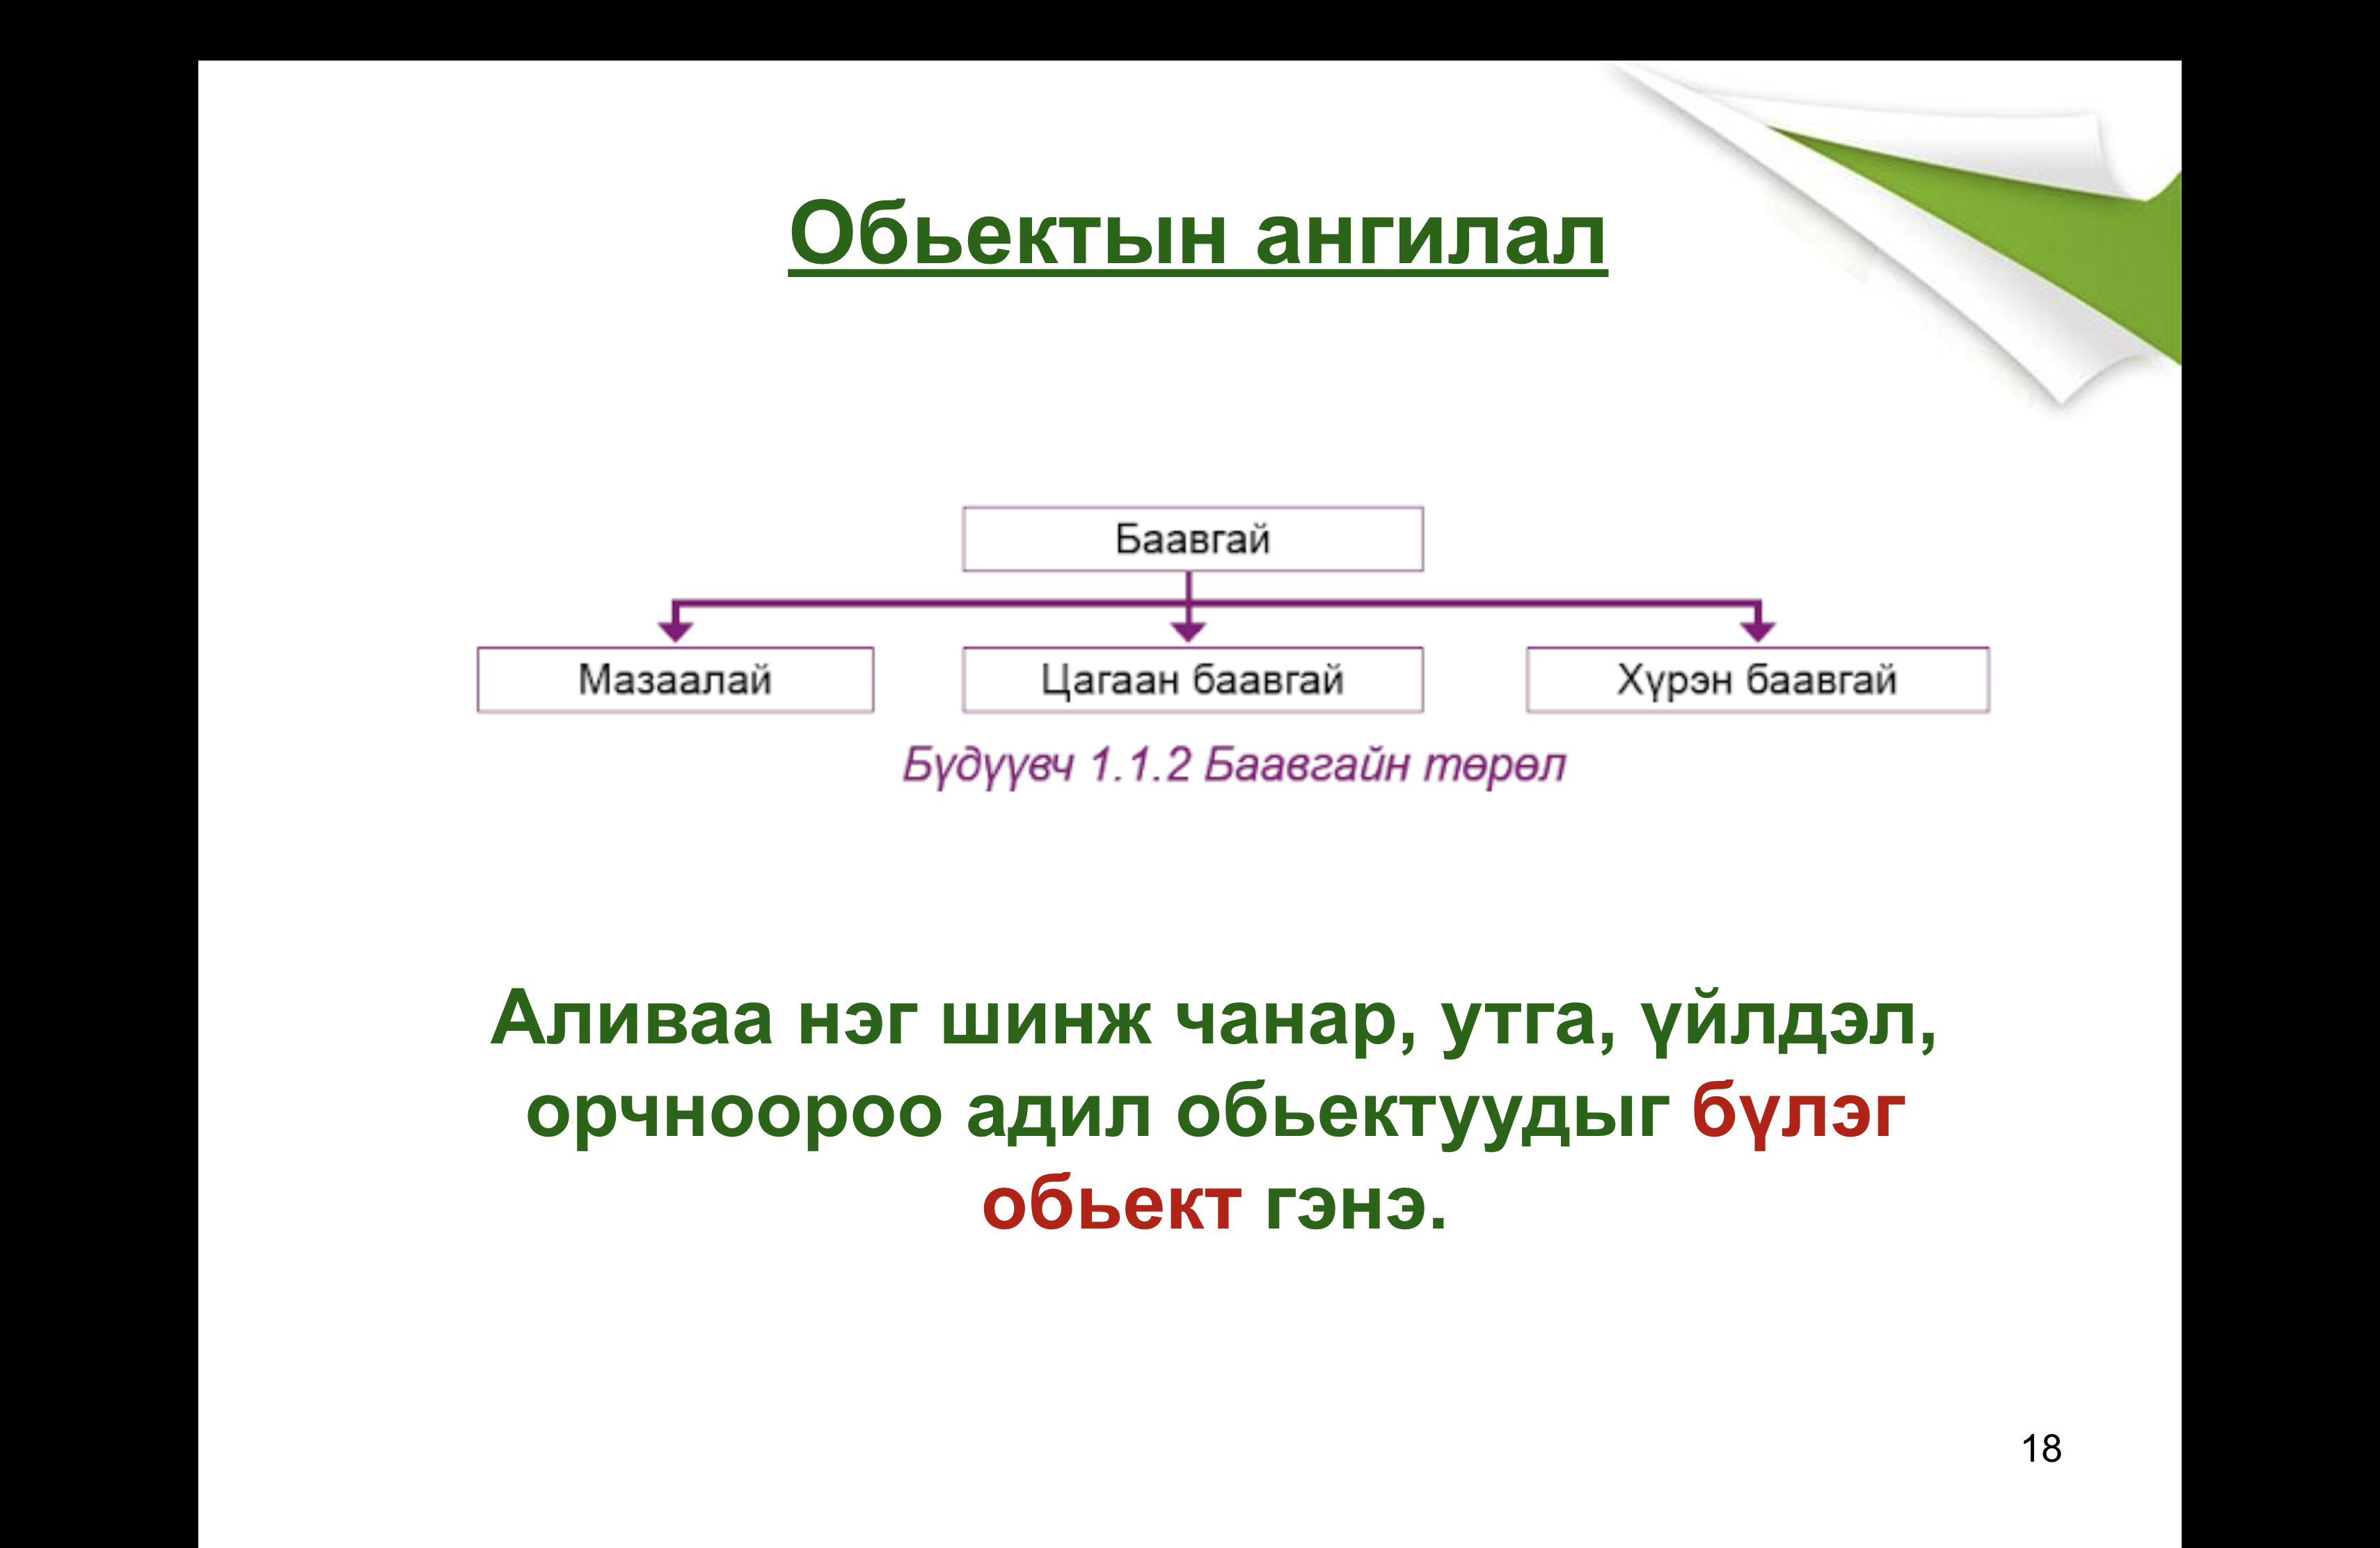 Обьектын ангилал
Баавгай
Мазаалай Цагаан баавгай Хүрэн баавгай
Бүдүүвч 1.1.2 Баавгайн төрөл
Аливаа нэг шинж чанар, утга, үйлдэл,
орчноороо адил обьектуудыг бүлэг
обьект гэнэ.
18